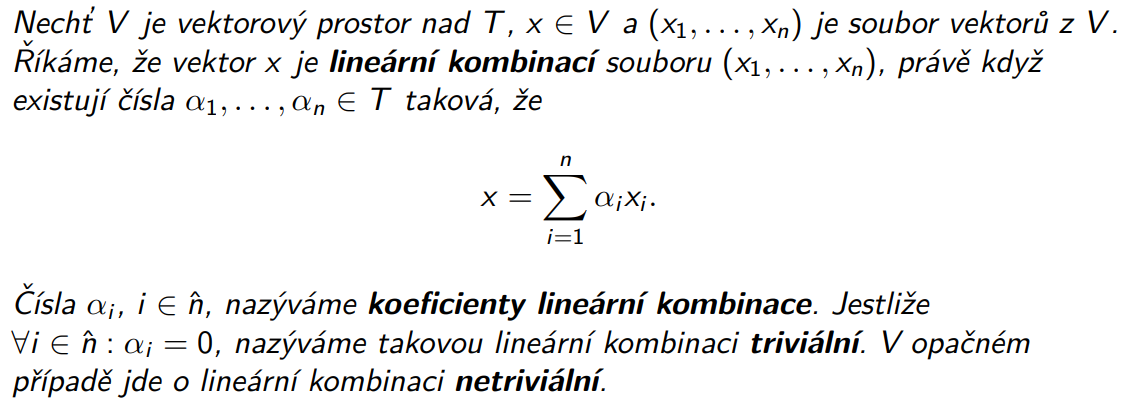 Nechť V je vektorový prostor nad T, x ∈ V a (x₁, . . . , xₙ) je soubor vektorů z V.
Říkáme, že vektor x je lineární kombinací souboru (x₁, . . . , xₙ), právě když
existují čísla α₁, . . . , αₙ ∈ T taková, že
x = ∑ᵢ₌₁ⁿ αᵢxᵢ.
Čísla αᵢ, i ∈ n̂, nazýváme koeficienty lineární kombinace. Jestliže
∀i ∈ n̂ : αᵢ = 0, nazýváme takovou lineární kombinaci triviální. V opačném
případě jde o lineární kombinaci netriviální.